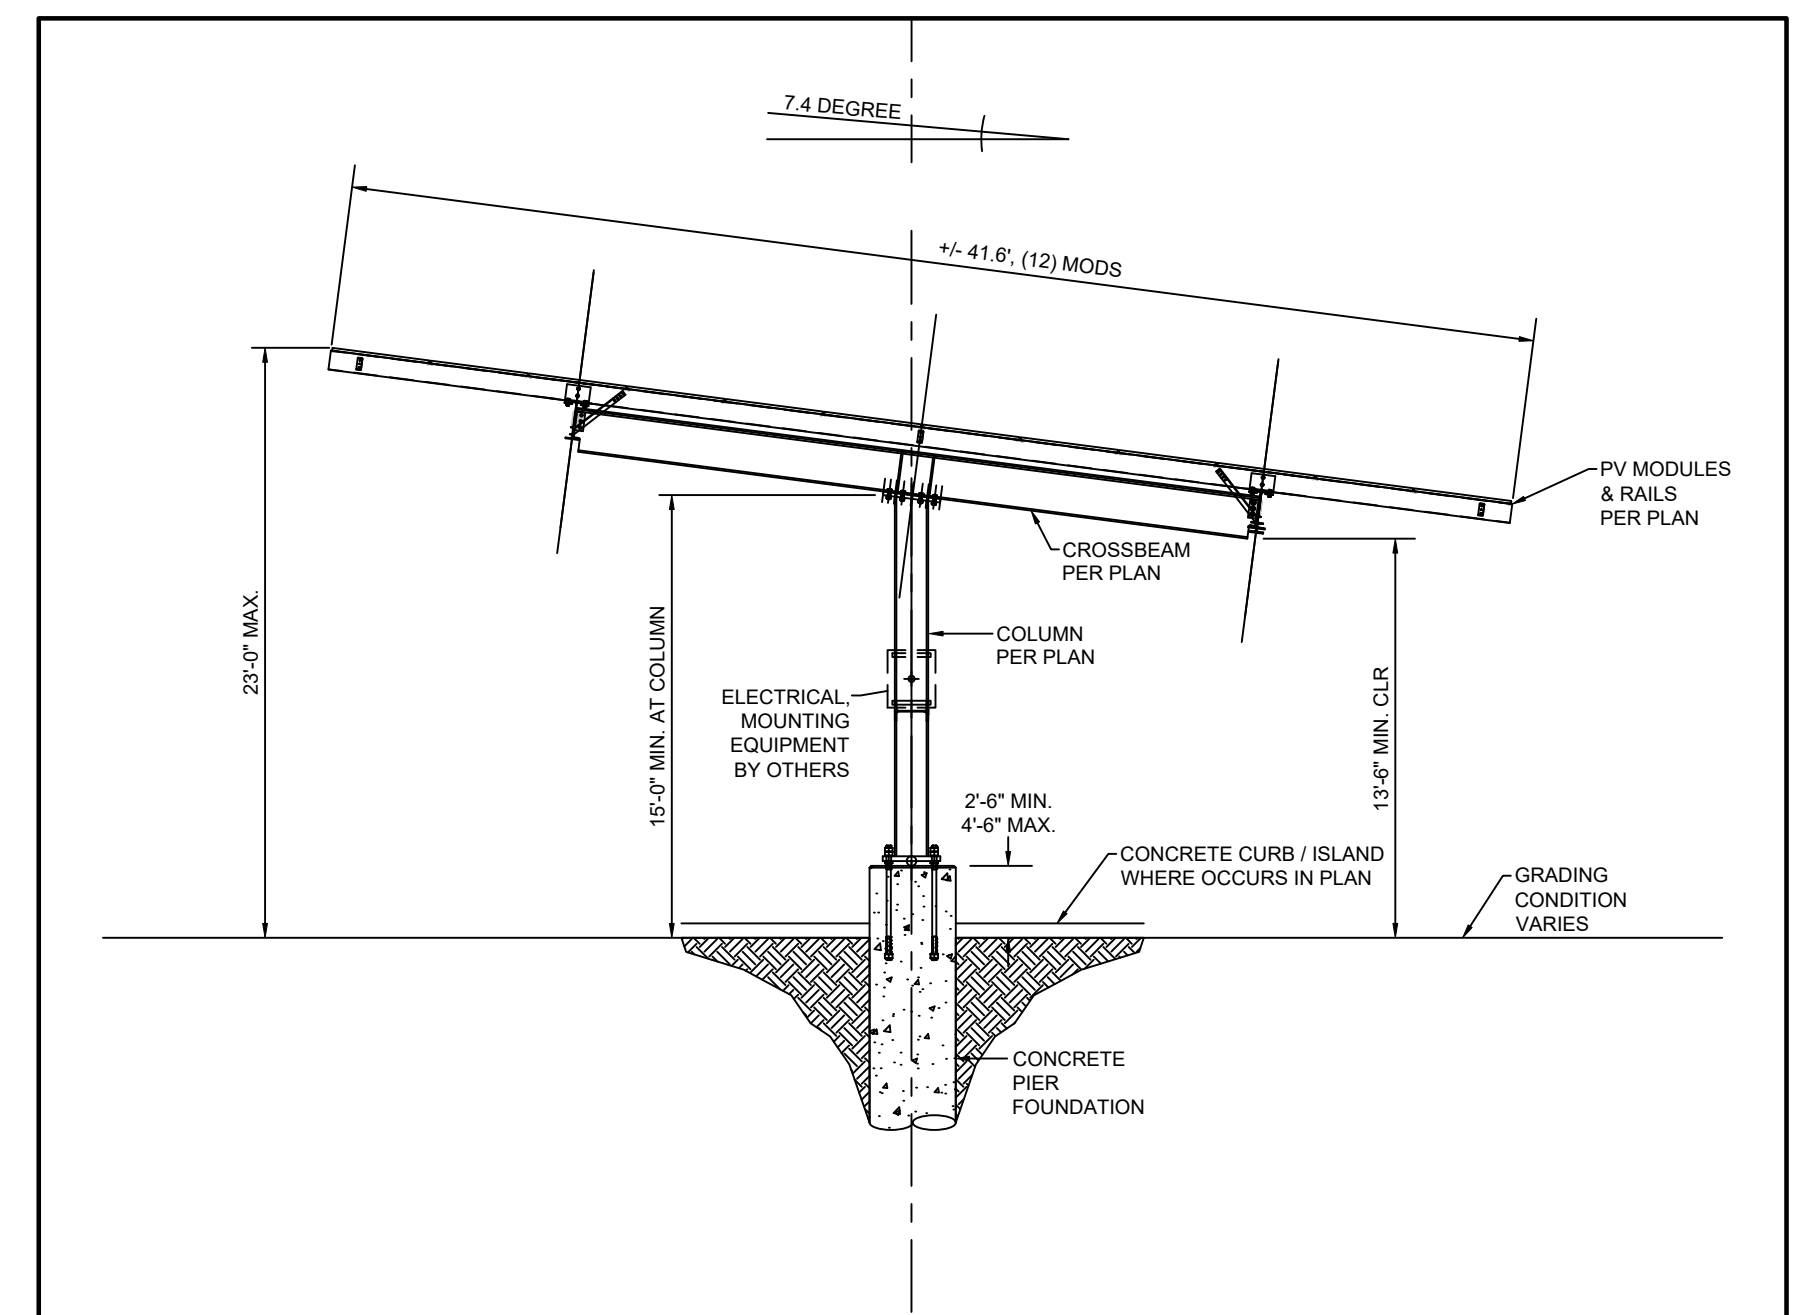 7.4 DEGREE
+/- 41.6', (12) MODS
PV MODULES
& RAILS
PER PLAN
CROSSBEAM
PER PLAN
23'-0" MAX.
15'-0" MIN. AT COLUMN
COLUMN
PER PLAN
13'-6" MIN. CLR
ELECTRICAL,
MOUNTING
EQUIPMENT
BY OTHERS
2'-6" MIN.
4'-6" MAX.
CONCRETE CURB / ISLAND
WHERE OCCURS IN PLAN
GRADING
CONDITION
VARIES
CONCRETE
PIER
FOUNDATION